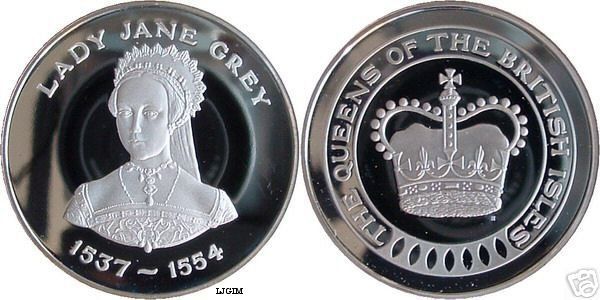 LADY JANE GREY
1537 ~ 1554
THE QUEENS OF THE BRITISH ISLES
LJGIM